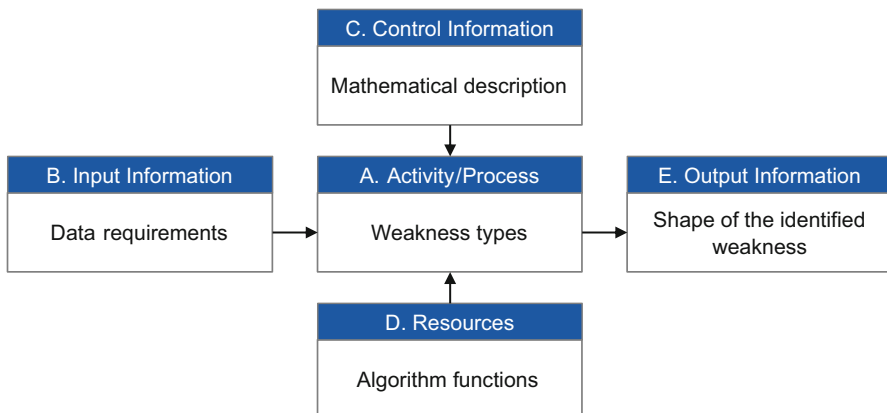 C. Control Information
Mathematical description
B. Input Information
Data requirements
A. Activity/Process
Weakness types
E. Output Information
Shape of the identified
weakness
D. Resources
Algorithm functions